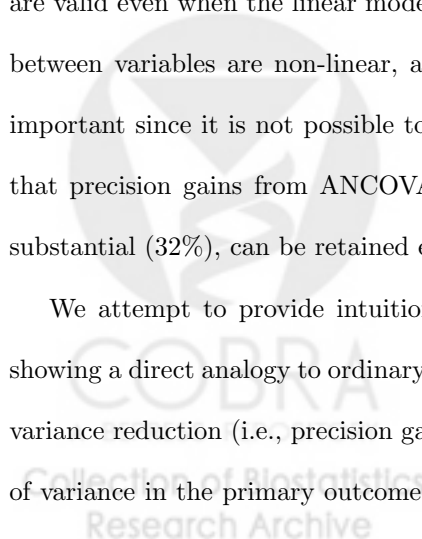 are valid even when the linear mode
between variables are non-linear, a
important since it is not possible to
that precision gains from ANCOVA
substantial (32%), can be retained e
We attempt to provide intuition
COBRA
showing a direct analogy to ordinary
variance reduction (i.e., precision ga
Collection of Biostatistics
of variance in the primary outcome
Research Archive